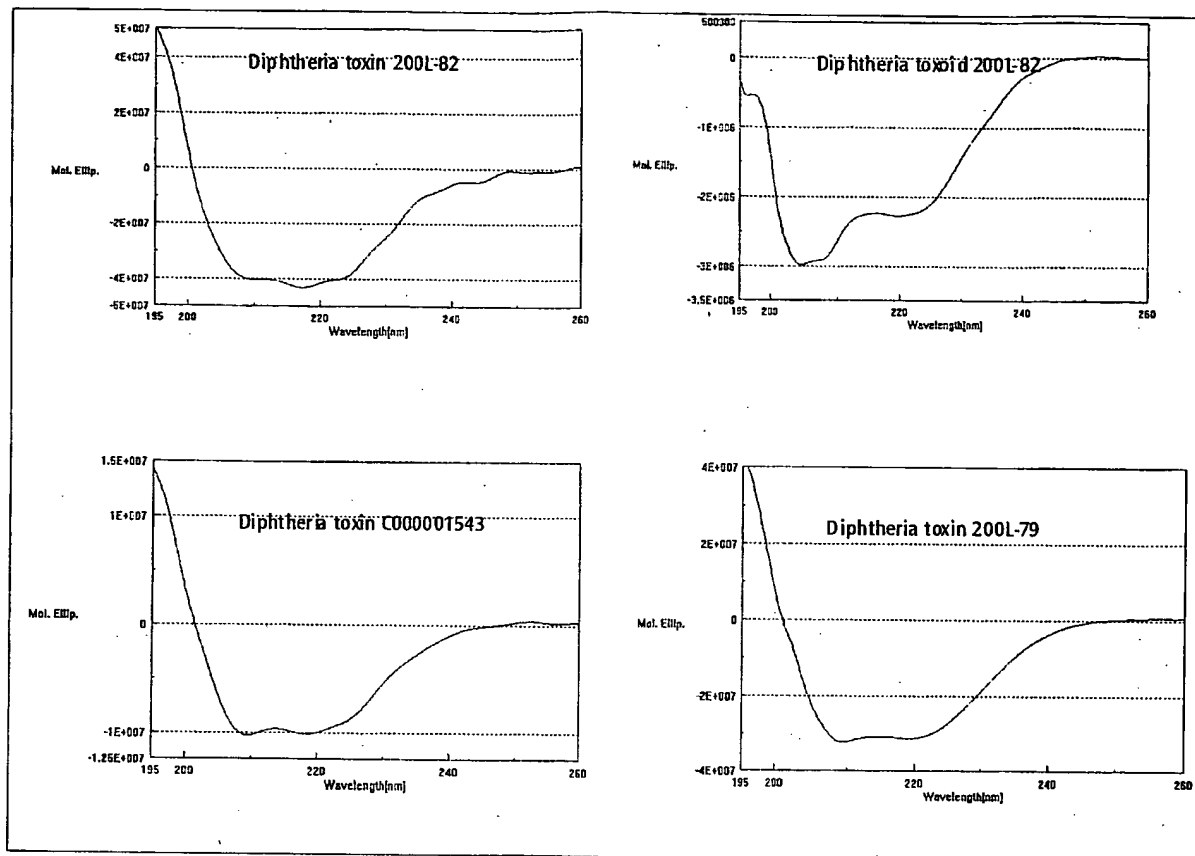 Diphtheria toxin 200L-82
5E+007
4E+007
2E+007
0
-2E+007
-4E+007
-5E+007
Mol. Ellip.
195 200 220 240 260
Wavelength[nm]
Diphtheria toxoid 200L-82
500000
0
-1E+006
-2E+006
-3E+006
-3.5E+006
Mol. Ellip.
195 200 220 240 260
Wavelength[nm]
Diphtheria toxin C000001543
1.5E+007
1E+007
0
-1E+007
-1.25E+007
Mol. Ellip.
195 200 220 240 260
Wavelength[nm]
Diphtheria toxin 200L-79
4E+007
2E+007
0
-2E+007
-4E+007
Mol. Ellip.
195 200 220 240 260
Wavelength[nm]